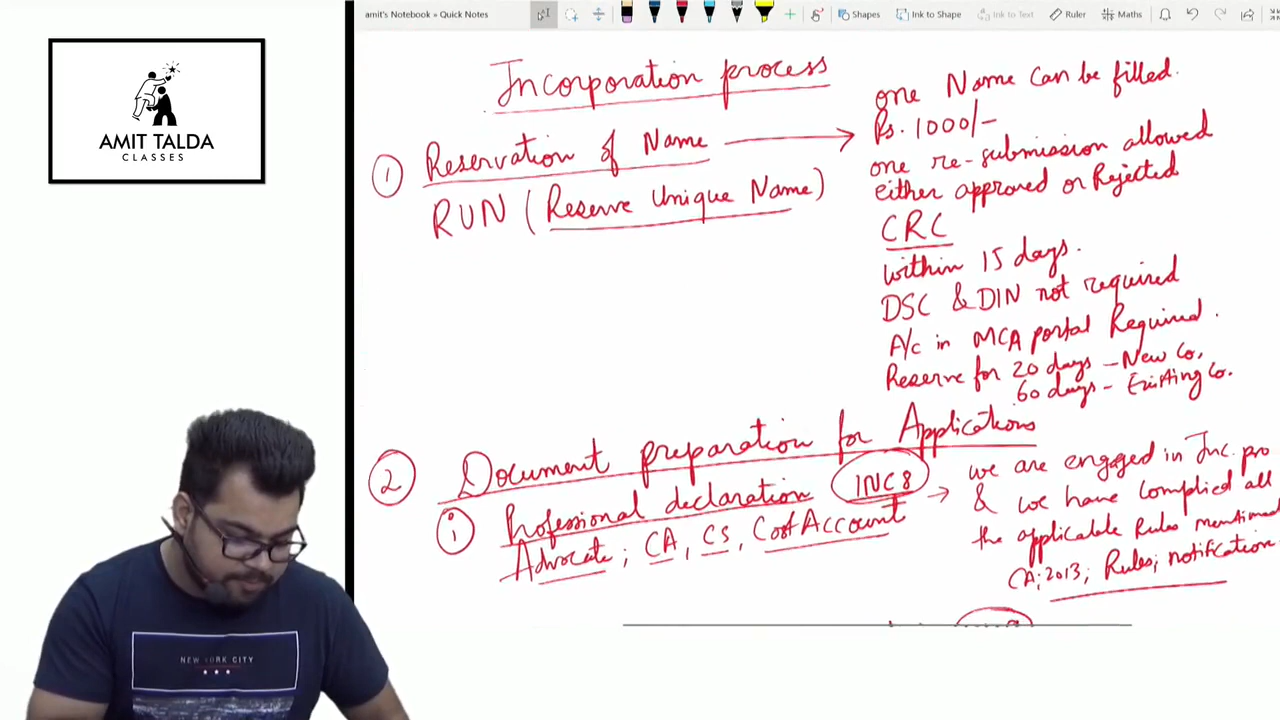 amit's Notebook » Quick Notes
Shapes
Ink to Shape
Ink to Text
Ruler
Maths
AMIT TALDA
CLASSES
Incorporation process
① Reservation of Name
RUN (Reserve Unique Name)
one Name can be filled.
Rs. 1000/-
one re-submission allowed
either approved or Rejected
CRC
within 15 days.
DSC & DIN not required
A/c in MCA portal Required.
Reserve for 20 days - New Co.
60 days - Existing Co.
② Document preparation for Applications
i Professional declaration INC8
Advocate; CA, CS, Cost Account
we are engaged in Inc. pro
& we have complied all
the applicable Rules mentioned
CA; 2013; Rules; notification
NEW YORK CITY